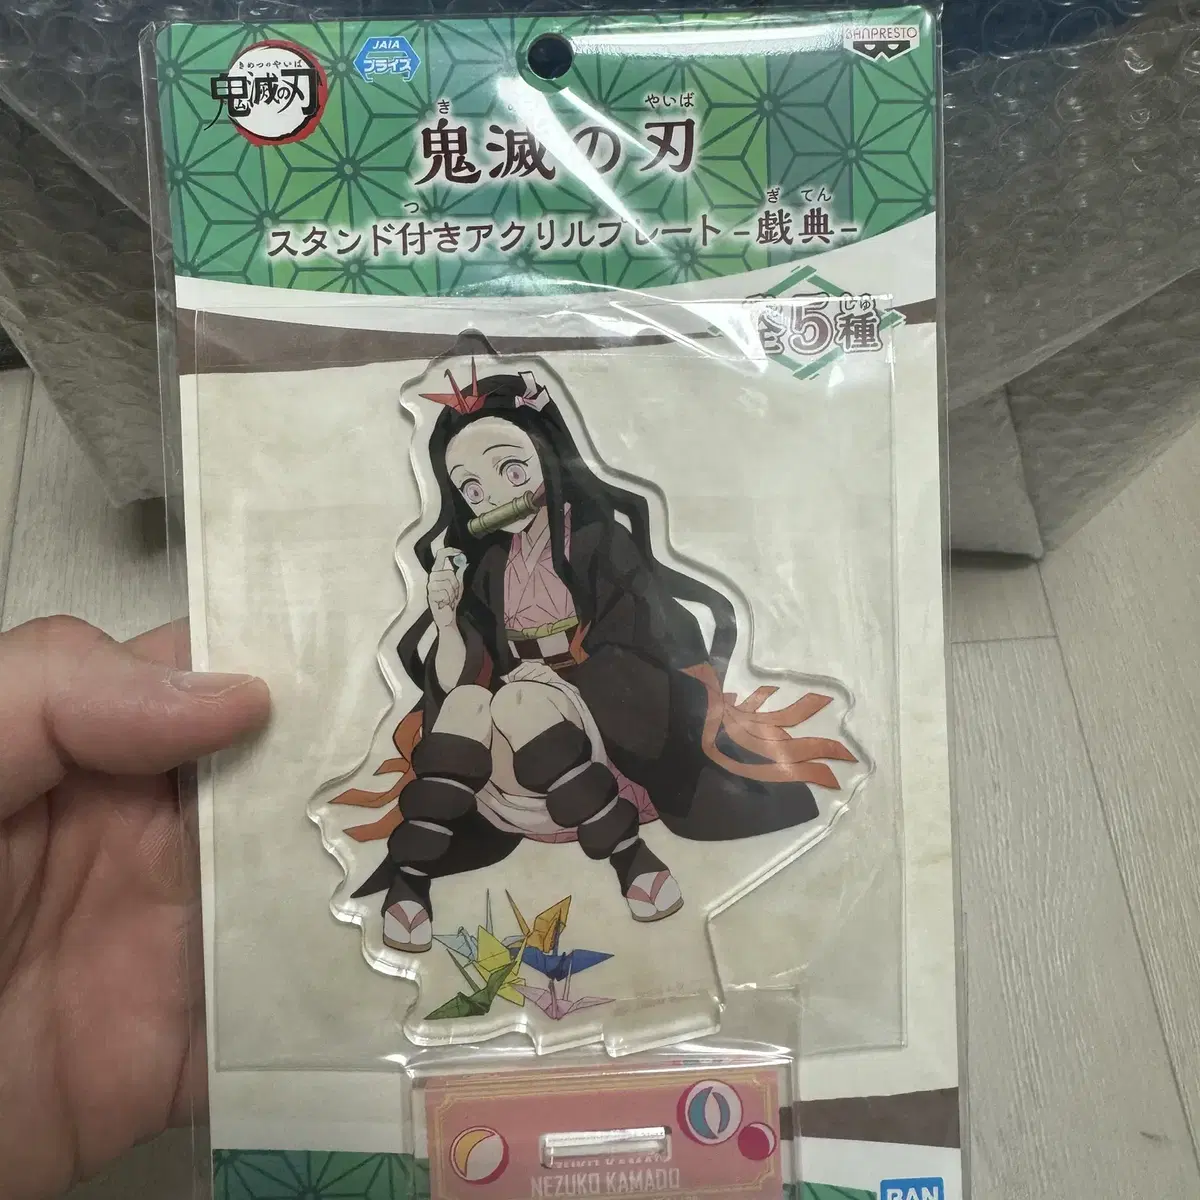 きめつのやいば
鬼滅の刃
JAIA
プライズ
BANPRESTO
き やいば
鬼滅の刃
つ ぎ てん
スタンド付きアクリルプレート-戯典-
しゅ
全5種
NEZUKO KAMADO
BAN